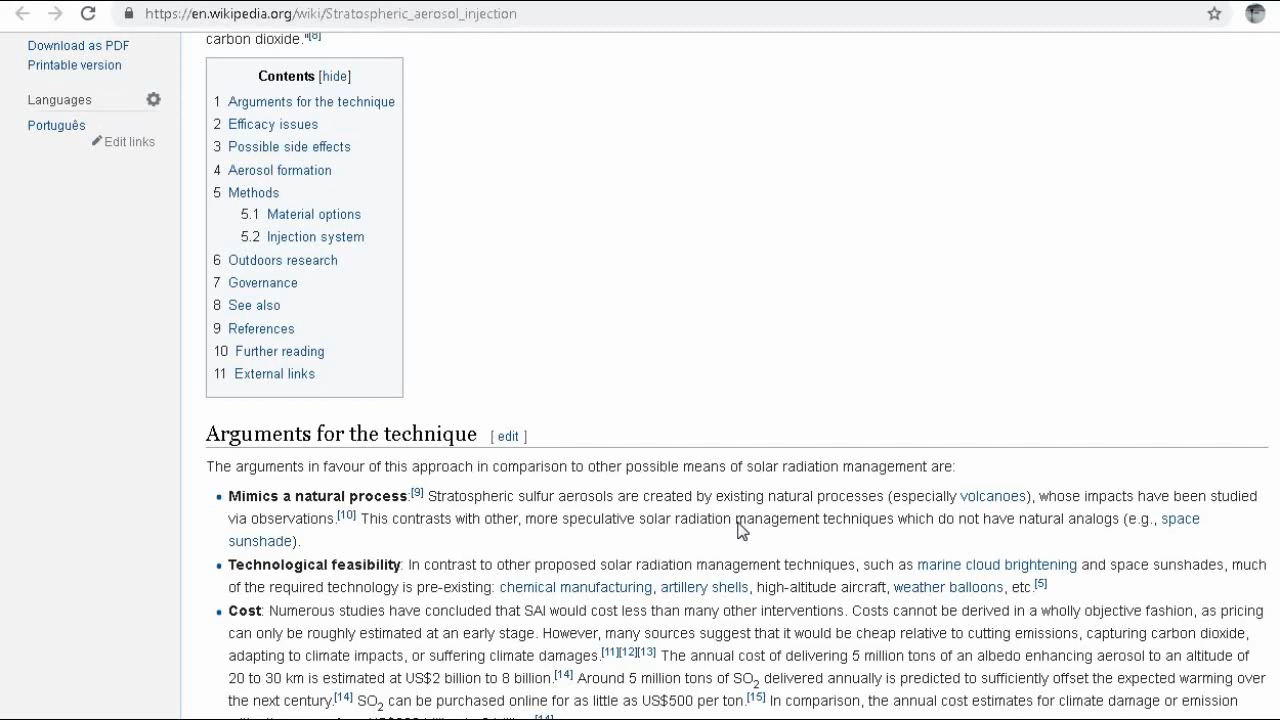 https://en.wikipedia.org/wiki/Stratospheric_aerosol_injection
Download as PDF
Printable version
Languages
Português
Edit links
carbon dioxide."[8]
Contents [hide]
1 Arguments for the technique
2 Efficacy issues
3 Possible side effects
4 Aerosol formation
5 Methods
5.1 Material options
5.2 Injection system
6 Outdoors research
7 Governance
8 See also
9 References
10 Further reading
11 External links
Arguments for the technique [ edit ]
The arguments in favour of this approach in comparison to other possible means of solar radiation management are:
• Mimics a natural process:[9] Stratospheric sulfur aerosols are created by existing natural processes (especially volcanoes), whose impacts have been studied
via observations.[10] This contrasts with other, more speculative solar radiation management techniques which do not have natural analogs (e.g., space
sunshade).
• Technological feasibility: In contrast to other proposed solar radiation management techniques, such as marine cloud brightening and space sunshades, much
of the required technology is pre-existing: chemical manufacturing, artillery shells, high-altitude aircraft, weather balloons, etc.[5]
• Cost: Numerous studies have concluded that SAI would cost less than many other interventions. Costs cannot be derived in a wholly objective fashion, as pricing
can only be roughly estimated at an early stage. However, many sources suggest that it would be cheap relative to cutting emissions, capturing carbon dioxide,
adapting to climate impacts, or suffering climate damages.[11][12][13] The annual cost of delivering 5 million tons of an albedo enhancing aerosol to an altitude of
20 to 30 km is estimated at US$2 billion to 8 billion.[14] Around 5 million tons of SO2 delivered annually is predicted to sufficiently offset the expected warming over
the next century.[14] SO2 can be purchased online for as little as US$500 per ton.[15] In comparison, the annual cost estimates for climate damage or emission